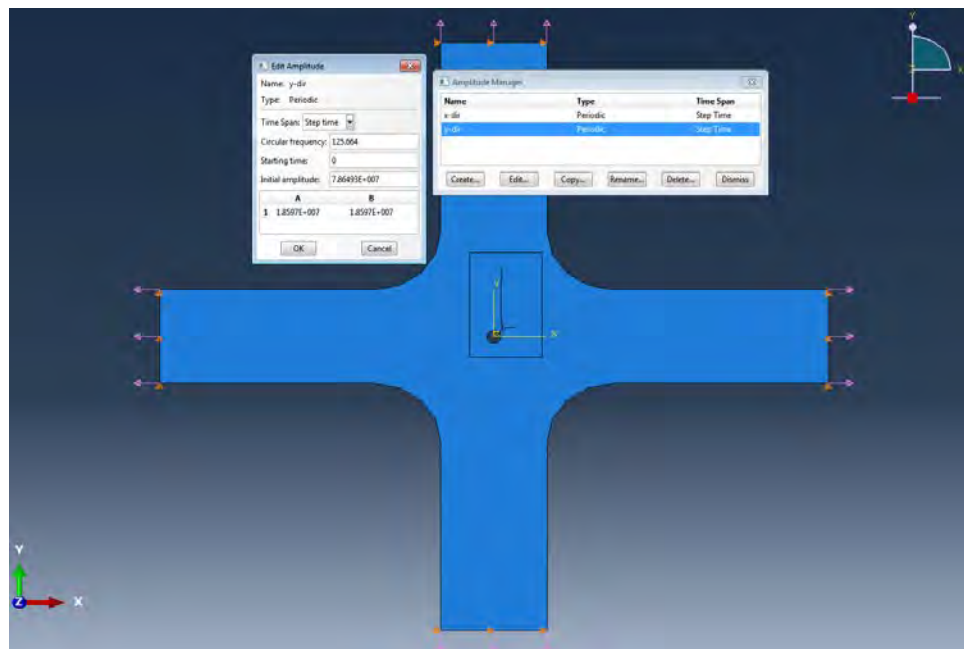 Edit Amplitude
Name: y-dir
Type: Periodic
Time Span: Step time
Circular frequency: 125.664
Starting time: 0
Initial amplitude: 7.86493E+007
A B
1 1.8597E+007 1.8597E+007
OK Cancel
Amplitude Manager
Name Type Time Span
x-dir Periodic Step Time
y-dir Periodic Step Time
Create... Edit... Copy... Rename... Delete... Dismiss
Y
X
Z
Y
X
Y
Z X